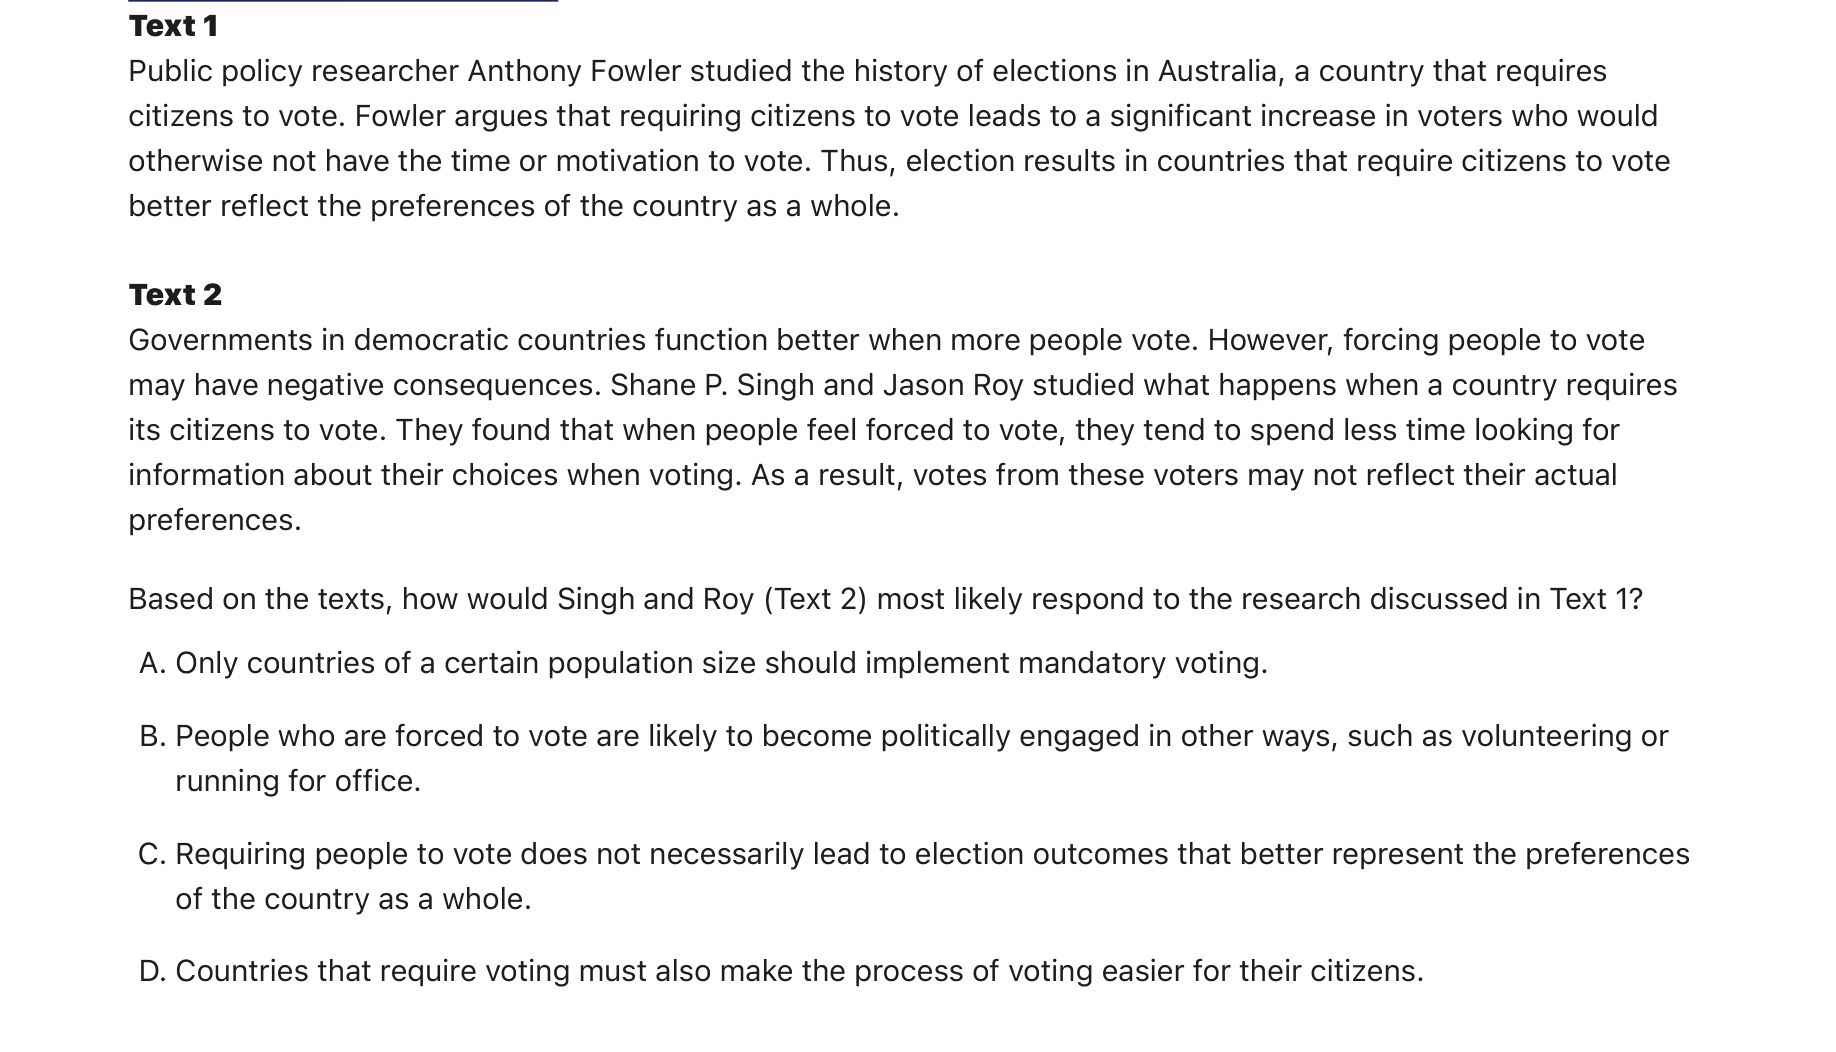 Text 1
Public policy researcher Anthony Fowler studied the history of elections in Australia, a country that requires
citizens to vote. Fowler argues that requiring citizens to vote leads to a significant increase in voters who would
otherwise not have the time or motivation to vote. Thus, election results in countries that require citizens to vote
better reflect the preferences of the country as a whole.
Text 2
Governments in democratic countries function better when more people vote. However, forcing people to vote
may have negative consequences. Shane P. Singh and Jason Roy studied what happens when a country requires
its citizens to vote. They found that when people feel forced to vote, they tend to spend less time looking for
information about their choices when voting. As a result, votes from these voters may not reflect their actual
preferences.
Based on the texts, how would Singh and Roy (Text 2) most likely respond to the research discussed in Text 1?
A. Only countries of a certain population size should implement mandatory voting.
B. People who are forced to vote are likely to become politically engaged in other ways, such as volunteering or
running for office.
C. Requiring people to vote does not necessarily lead to election outcomes that better represent the preferences
of the country as a whole.
D. Countries that require voting must also make the process of voting easier for their citizens.